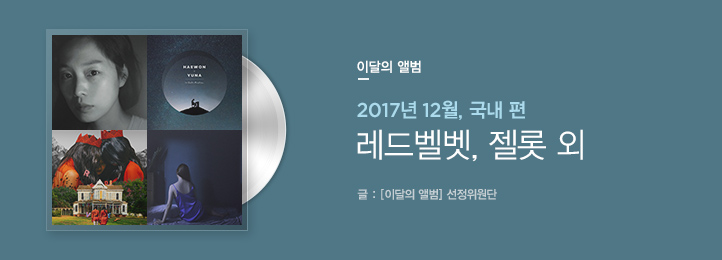 HAEWON
YUNA
이달의 앨범
2017년 12월, 국내 편
레드벨벳, 젤롯 외
글 : [이달의 앨범] 선정위원단